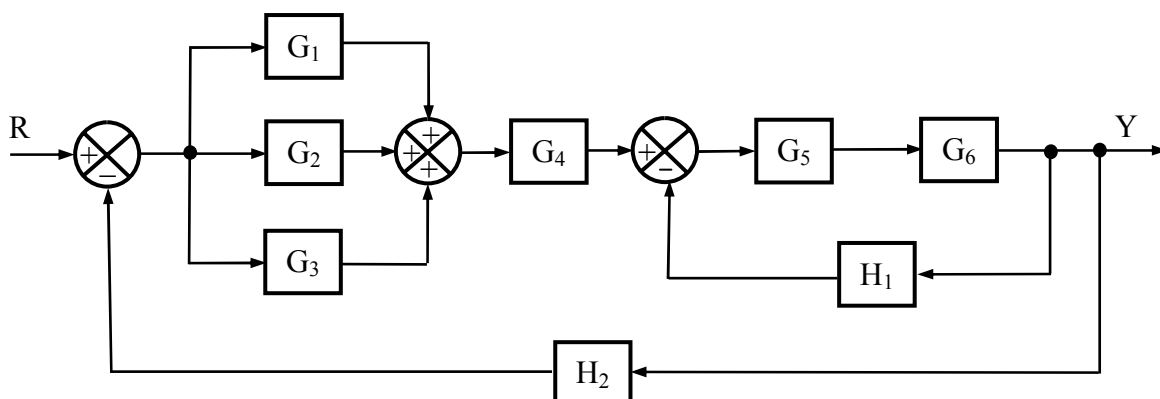 G₁
R
+
−
G₂
+
+
+
G₄
+
−
G₅
G₆
Y
G₃
H₁
H₂